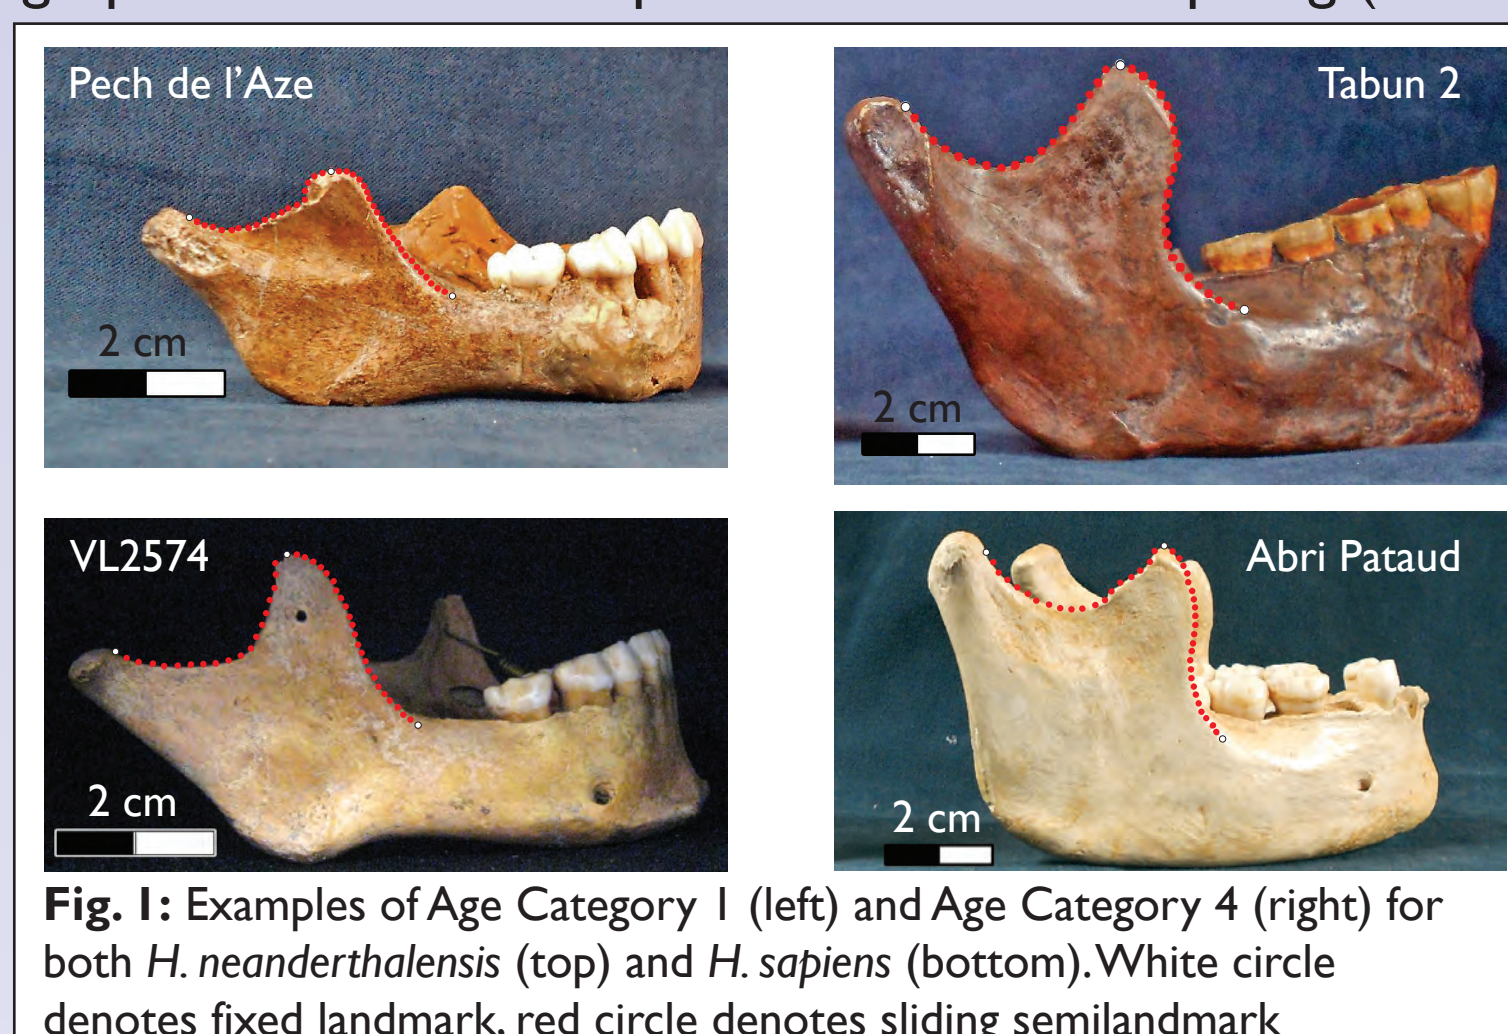 Pech de l'Aze
2 cm
Tabun 2
2 cm
VL2574
2 cm
Abri Pataud
2 cm
Fig. 1: Examples of Age Category 1 (left) and Age Category 4 (right) for
both H. neanderthalensis (top) and H. sapiens (bottom). White circle
denotes fixed landmark, red circle denotes sliding semilandmark